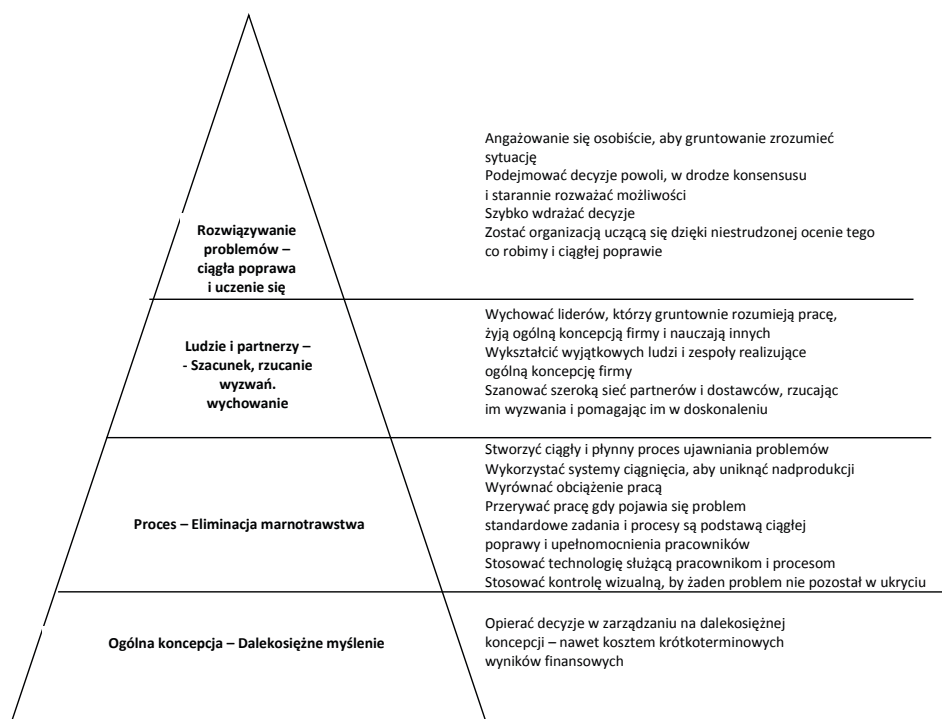 Angażowanie się osobiście, aby gruntowanie zrozumieć
sytuację
Podejmować decyzje powoli, w drodze konsensusu
i starannie rozważać możliwości
Szybko wdrażać decyzje
Zostać organizacją uczącą się dzięki niestrudzonej ocenie tego
co robimy i ciągłej poprawie
Rozwiązywanie
problemów –
ciągła poprawa
i uczenie się
Wychować liderów, którzy gruntownie rozumieją pracę,
żyją ogólną koncepcją firmy i nauczają innych
Wykształcić wyjątkowych ludzi i zespoły realizujące
ogólną koncepcję firmy
Szanować szeroką sieć partnerów i dostawców, rzucając
im wyzwania i pomagając im w doskonaleniu
Ludzie i partnerzy –
- Szacunek, rzucanie
wyzwań.
wychowanie
Stworzyć ciągły i płynny proces ujawniania problemów
Wykorzystać systemy ciągnięcia, aby uniknąć nadprodukcji
Wyrównać obciążenie pracą
Przerywać pracę gdy pojawia się problem
standardowe zadania i procesy są podstawą ciągłej
poprawy i upełnomocnienia pracowników
Stosować technologię służącą pracownikom i procesom
Stosować kontrolę wizualną, by żaden problem nie pozostał w ukryciu
Proces – Eliminacja marnotrawstwa
Opierać decyzje w zarządzaniu na dalekosiężnej
koncepcji – nawet kosztem krótkoterminowych
wyników finansowych
Ogólna koncepcja – Dalekosiężne myślenie